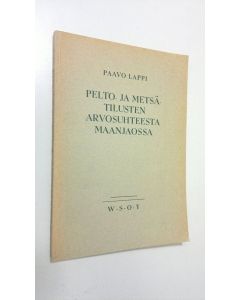 PAAVO LAPPI
PELTO- JA METSÄ-
TILUSTEN
ARVOSUHTEESTA
MAANJAOSSA
W·S·O·Y